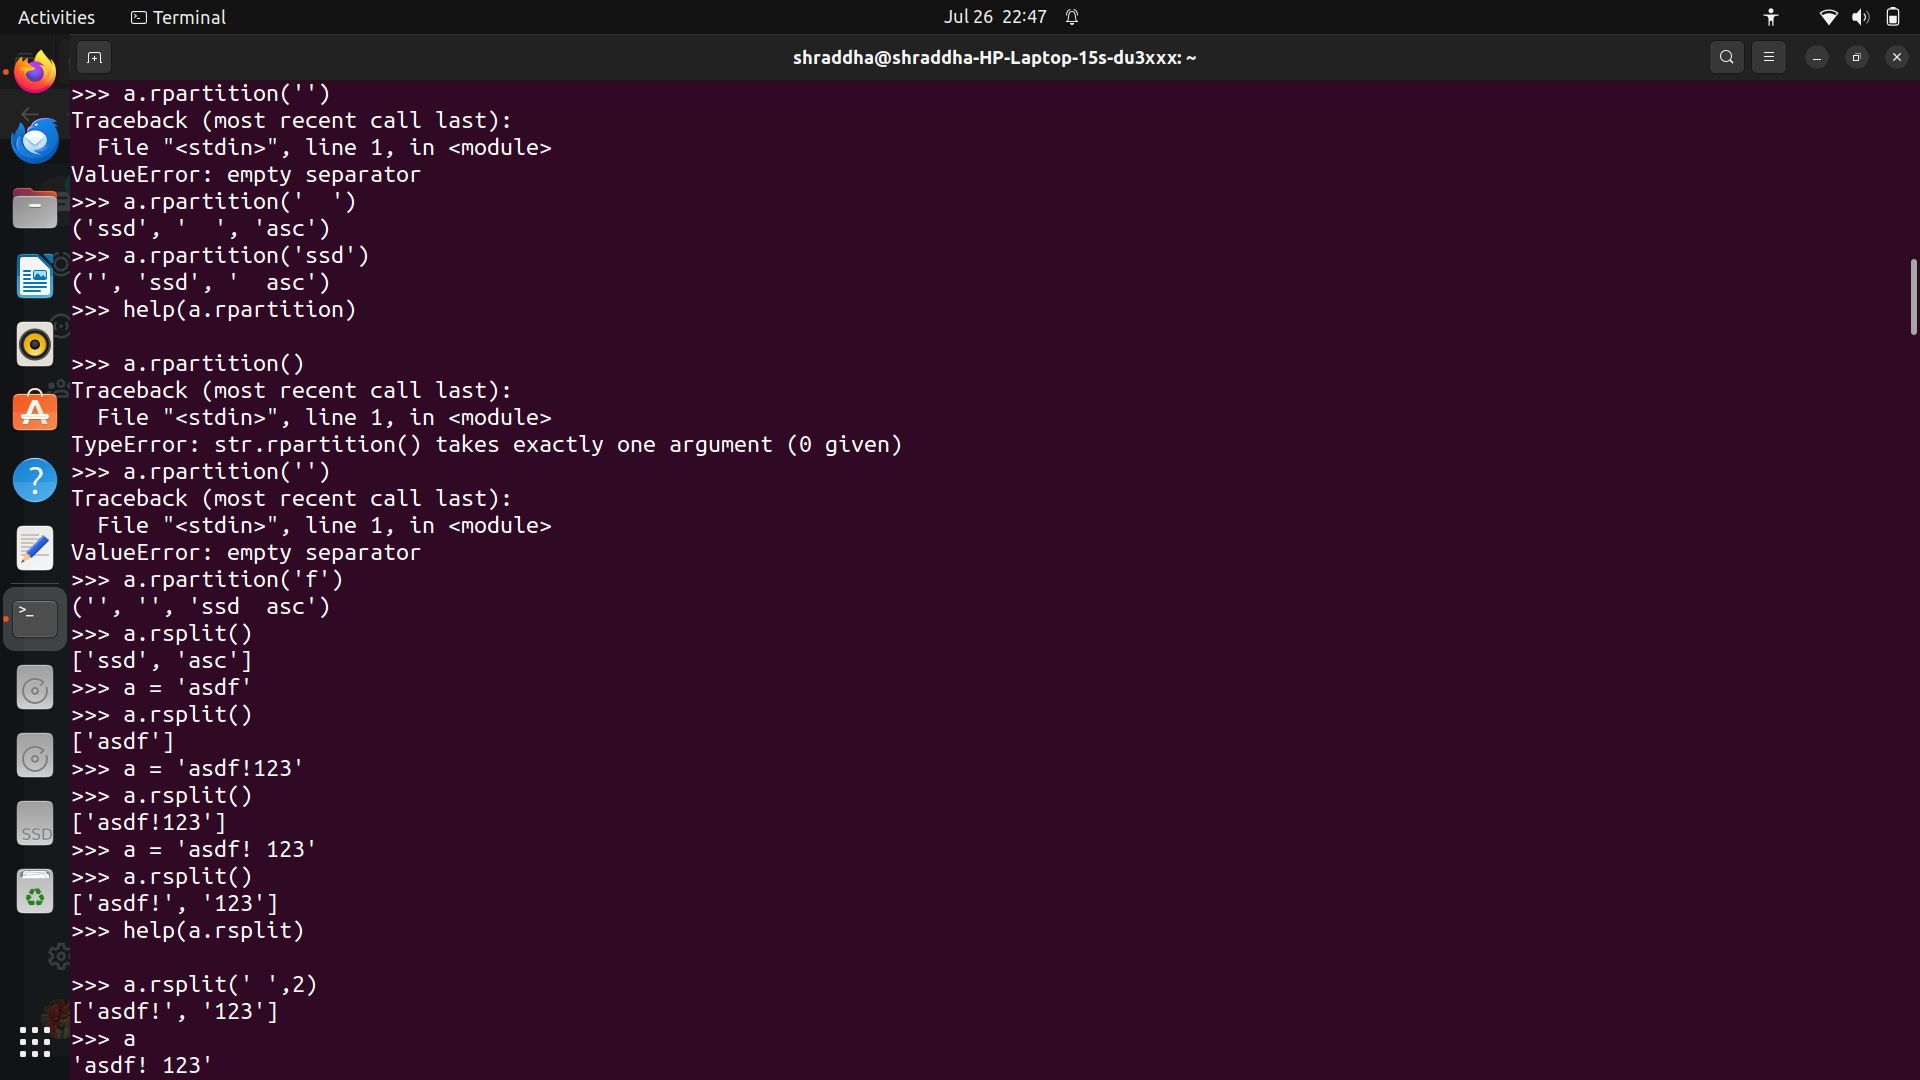 Activities
Terminal
Jul 26 22:47
shraddha@shraddha-HP-Laptop-15s-du3xxx: ~
>>> a.rpartition('')
Traceback (most recent call last):
  File "<stdin>", line 1, in <module>
ValueError: empty separator
>>> a.rpartition('  ')
('ssd', '  ', 'asc')
>>> a.rpartition('ssd')
('', 'ssd', '  asc')
>>> help(a.rpartition)

>>> a.rpartition()
Traceback (most recent call last):
  File "<stdin>", line 1, in <module>
TypeError: str.rpartition() takes exactly one argument (0 given)
>>> a.rpartition('')
Traceback (most recent call last):
  File "<stdin>", line 1, in <module>
ValueError: empty separator
>>> a.rpartition('f')
('', '', 'ssd  asc')
>>> a.rsplit()
['ssd', 'asc']
>>> a = 'asdf'
>>> a.rsplit()
['asdf']
>>> a = 'asdf!123'
>>> a.rsplit()
['asdf!123']
>>> a = 'asdf! 123'
>>> a.rsplit()
['asdf!', '123']
>>> help(a.rsplit)

>>> a.rsplit(' ',2)
['asdf!', '123']
>>> a
'asdf! 123'
SSD